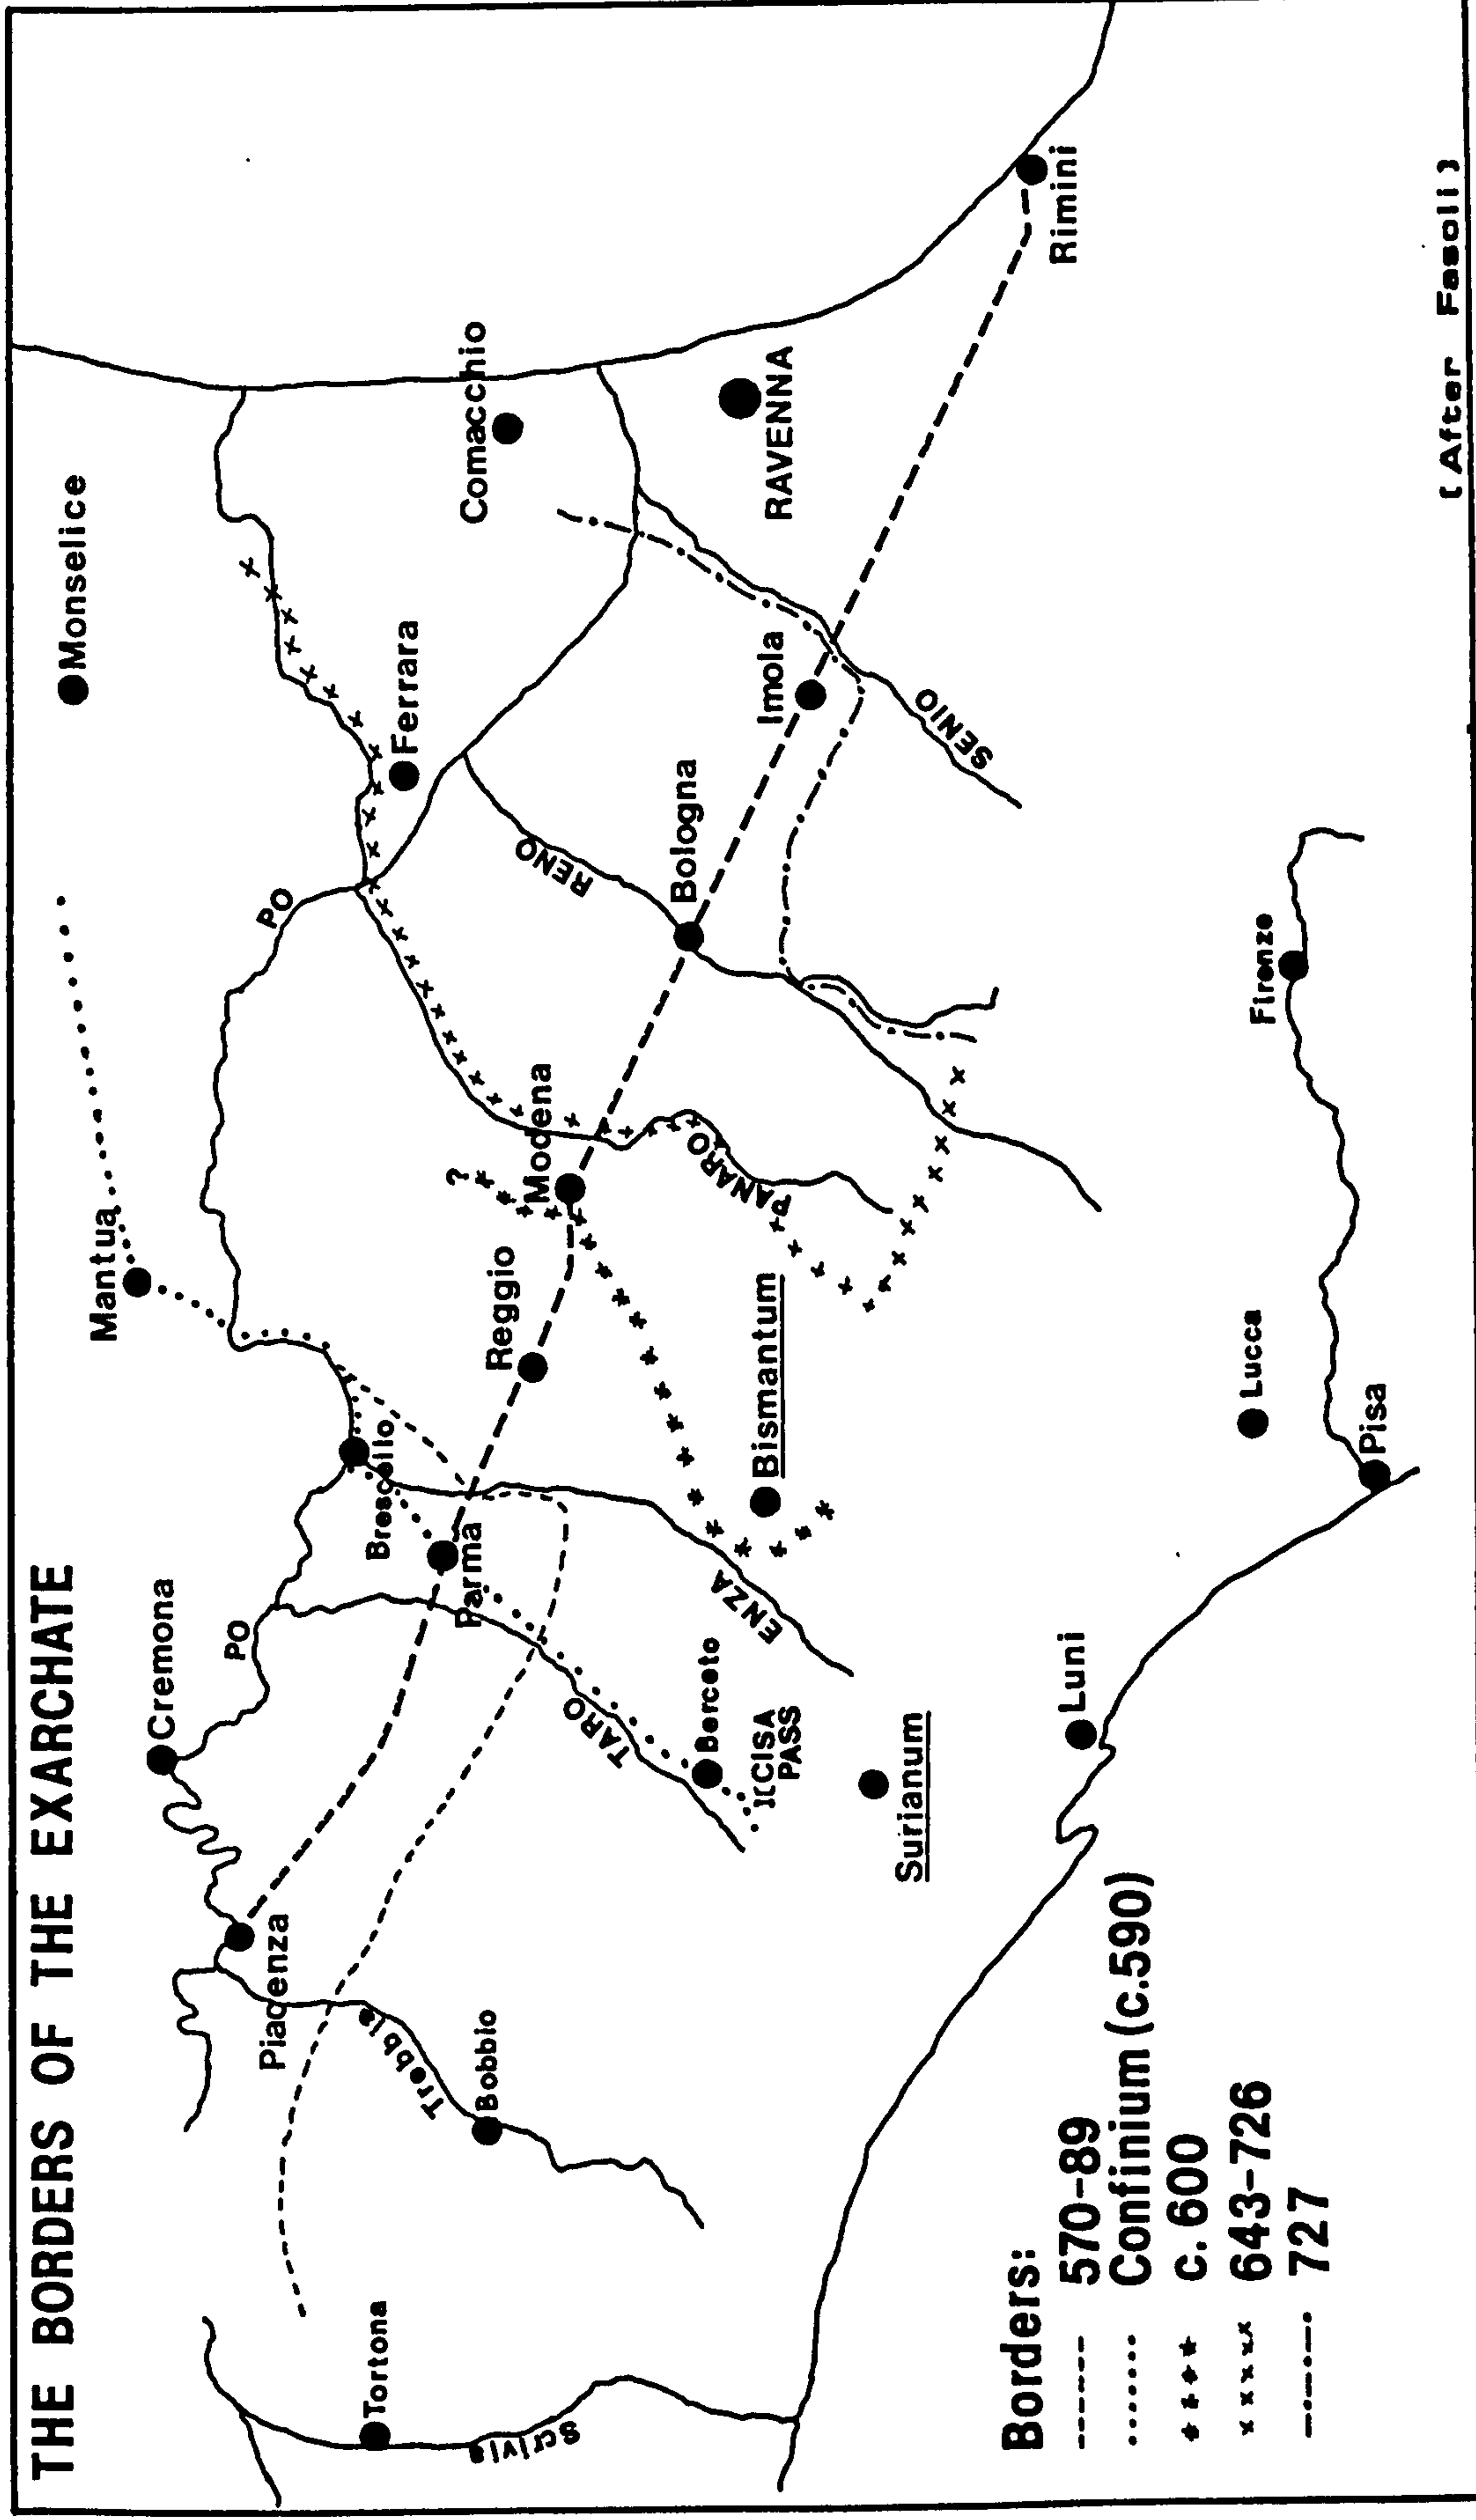 THE BORDERS OF THE EXARCHATE
Monselice
Mantua
Cremona
PO
PO
Piacenza
Brescello
Ferrara
Comacchio
Tortona
Trebbia
Parma
Reggio
Modena
Bobbio
RENO
Scrivia
TARO
Bologna
Imola
RAVENNA
Berceto
ENZA
Bismantum
PANARO
(CISA
PASS
SENIO
Surianum
Rimini
Luni
Lucca
Firenze
Pisa
Borders:
570-89
Confinium (c.590)
c.600
643-726
727
?
( After Fasoli)